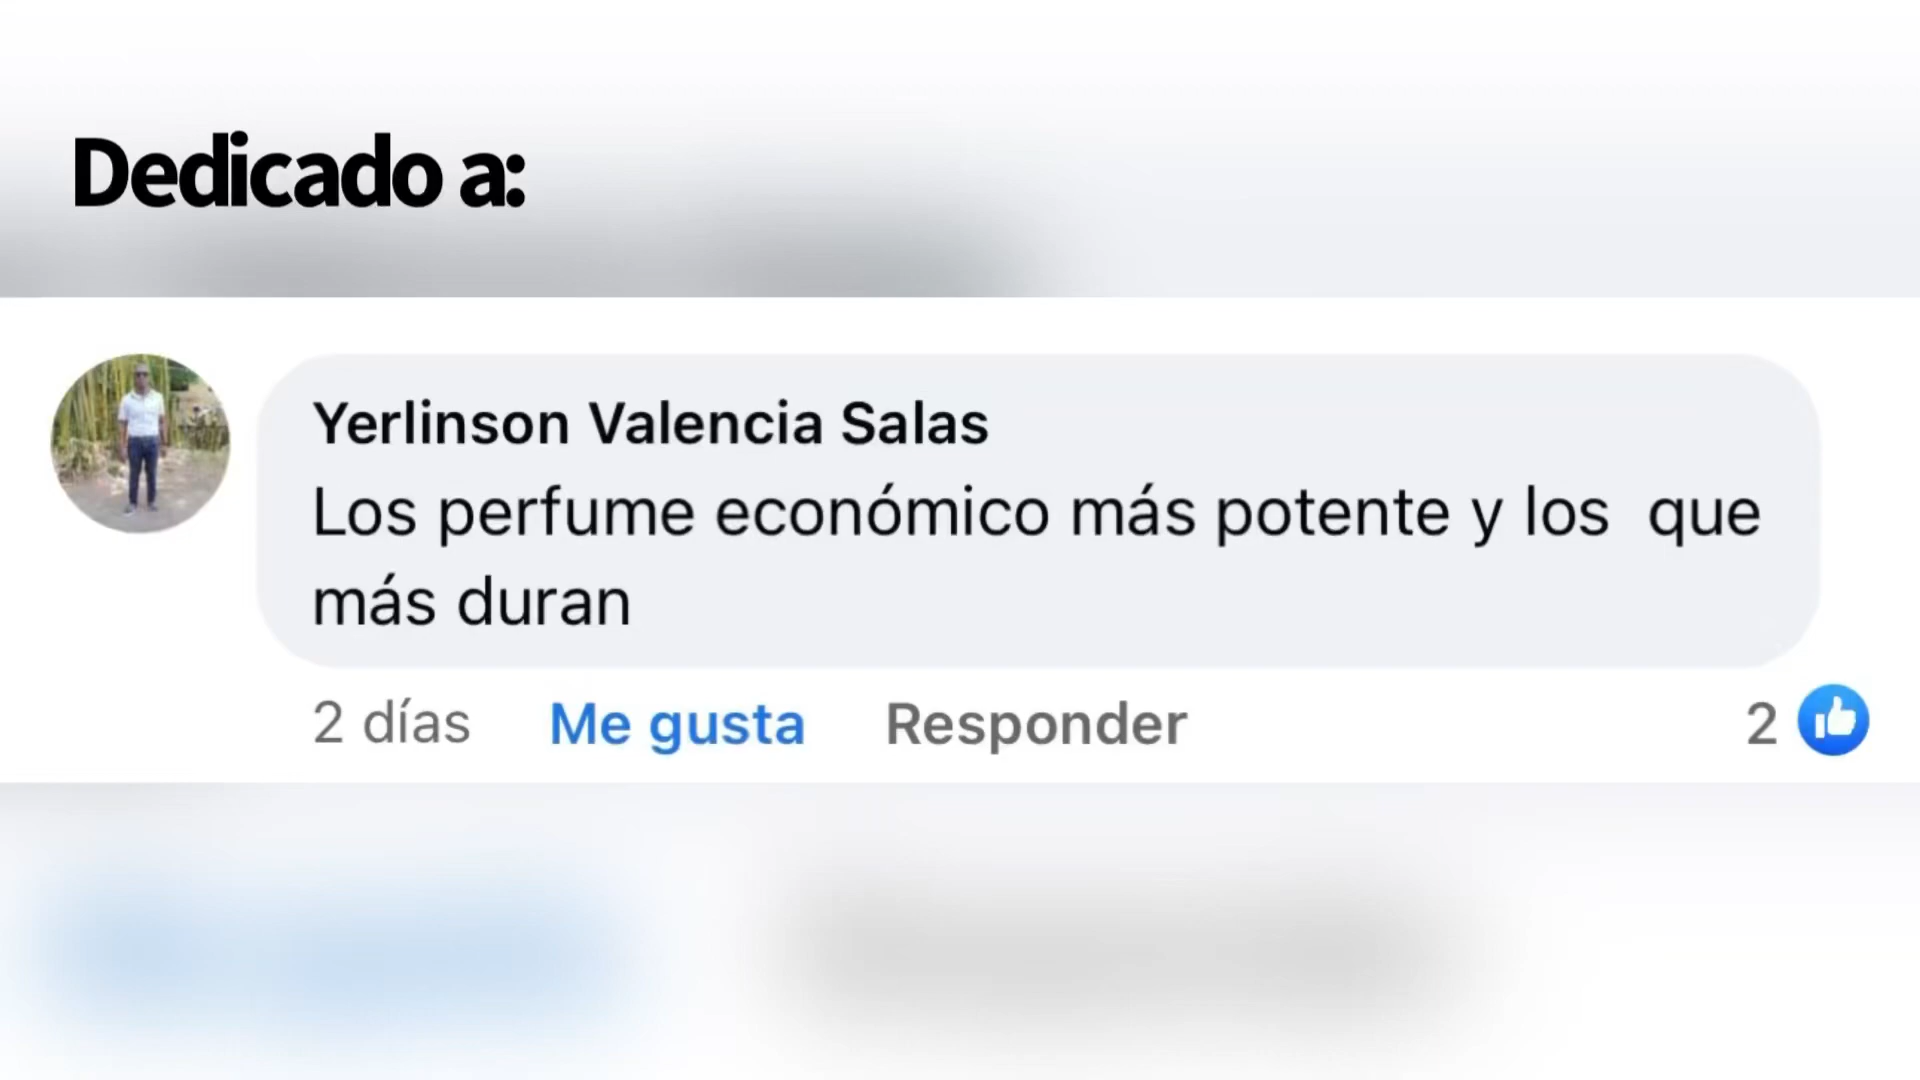 Dedicado a:
Yerlinson Valencia Salas
Los perfume económico más potente y los  que
más duran
2 días Me gusta Responder 2